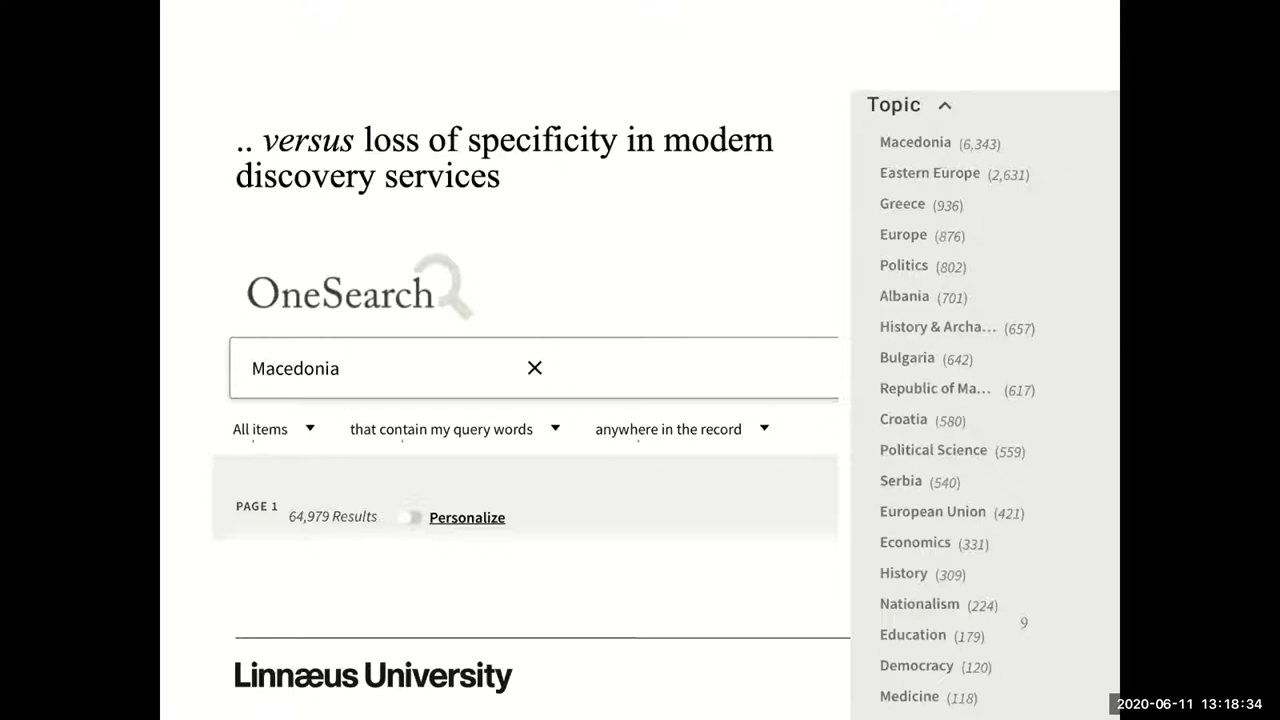 .. versus loss of specificity in modern
discovery services
OneSearch
Macedonia
All items that contain my query words anywhere in the record
PAGE 1 64,979 Results Personalize
Linnæus University
Topic
Macedonia (6,343)
Eastern Europe (2,631)
Greece (936)
Europe (876)
Politics (802)
Albania (701)
History & Archa... (657)
Bulgaria (642)
Republic of Ma... (617)
Croatia (580)
Political Science (559)
Serbia (540)
European Union (421)
Economics (331)
History (309)
Nationalism (224)
9
Education (179)
Democracy (120)
Medicine (118)
2020-06-11 13:18:34